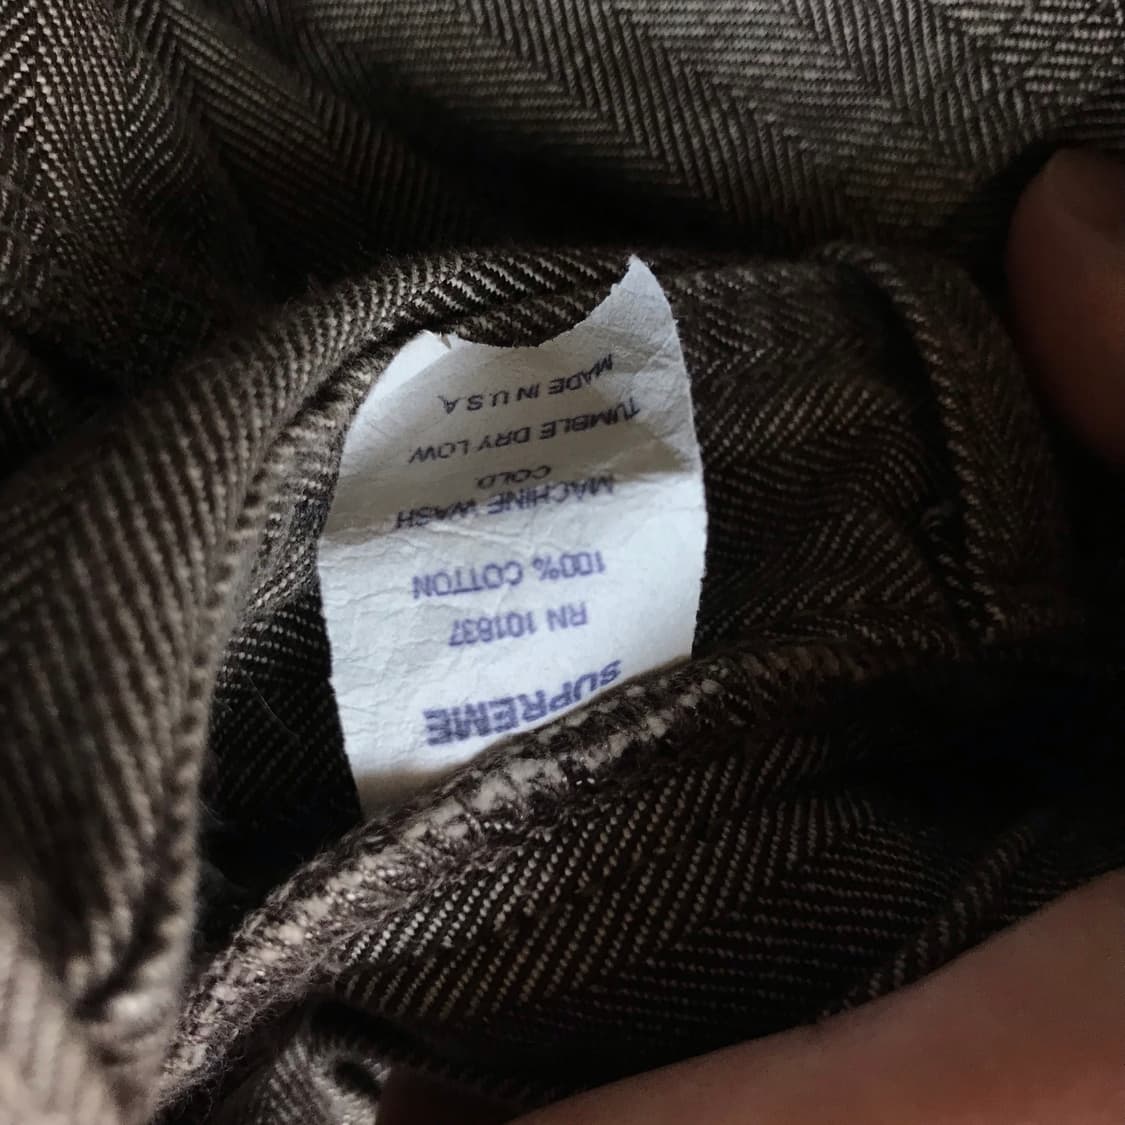 SUPREME
RN 101837
100% COTTON
MACHINE WASH
COLD
TUMBLE DRY LOW
MADE IN U.S.A.